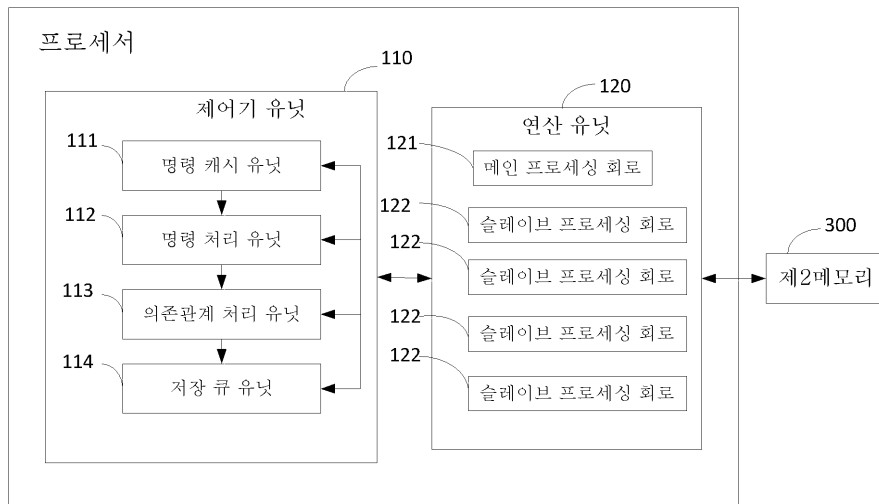 프로세서
110
제어기 유닛
111
명령 캐시 유닛
112
명령 처리 유닛
113
의존관계 처리 유닛
114
저장 큐 유닛
120
연산 유닛
121
메인 프로세싱 회로
122
슬레이브 프로세싱 회로
122
슬레이브 프로세싱 회로
122
슬레이브 프로세싱 회로
122
슬레이브 프로세싱 회로
300
제2메모리